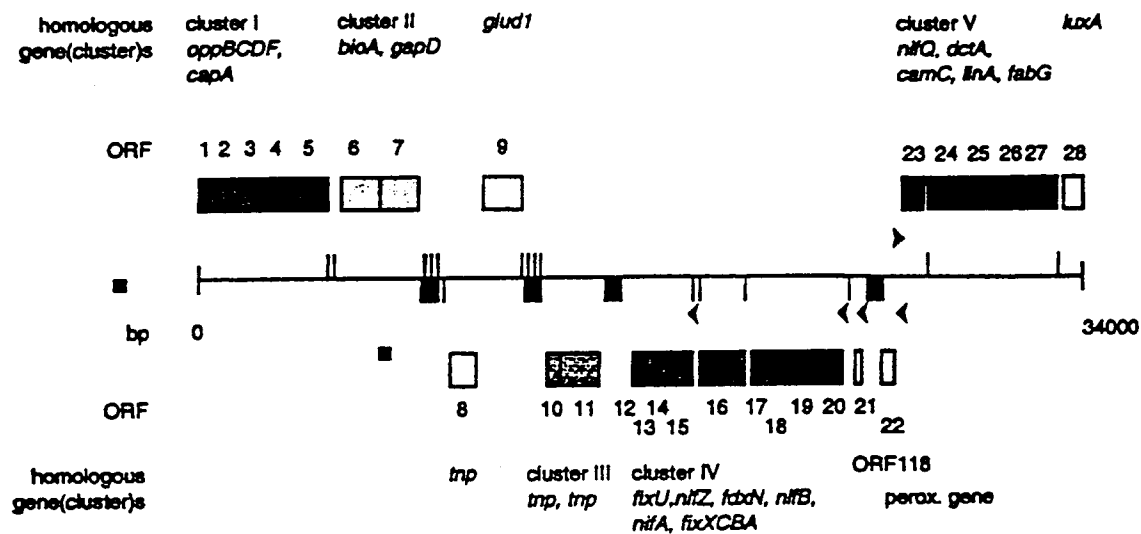 homologous gene(cluster)s
cluster I
oppBCDF,
capA
cluster II
bioA, gapD
glud1
cluster V
nifQ, dctA,
camC, linA, fabG
luxA
ORF 1 2 3 4 5 6 7 9 23 24 25 26 27 28
bp 0 34000
ORF 8 10 11 12 14 16 17 19 20 21
13 15 18 22
homologous gene(cluster)s
tnp
cluster III
tnp, tnp
cluster IV
fixU,nifZ, fdxN, nifB,
nifA, fixXCBA
ORF118
perox. gene